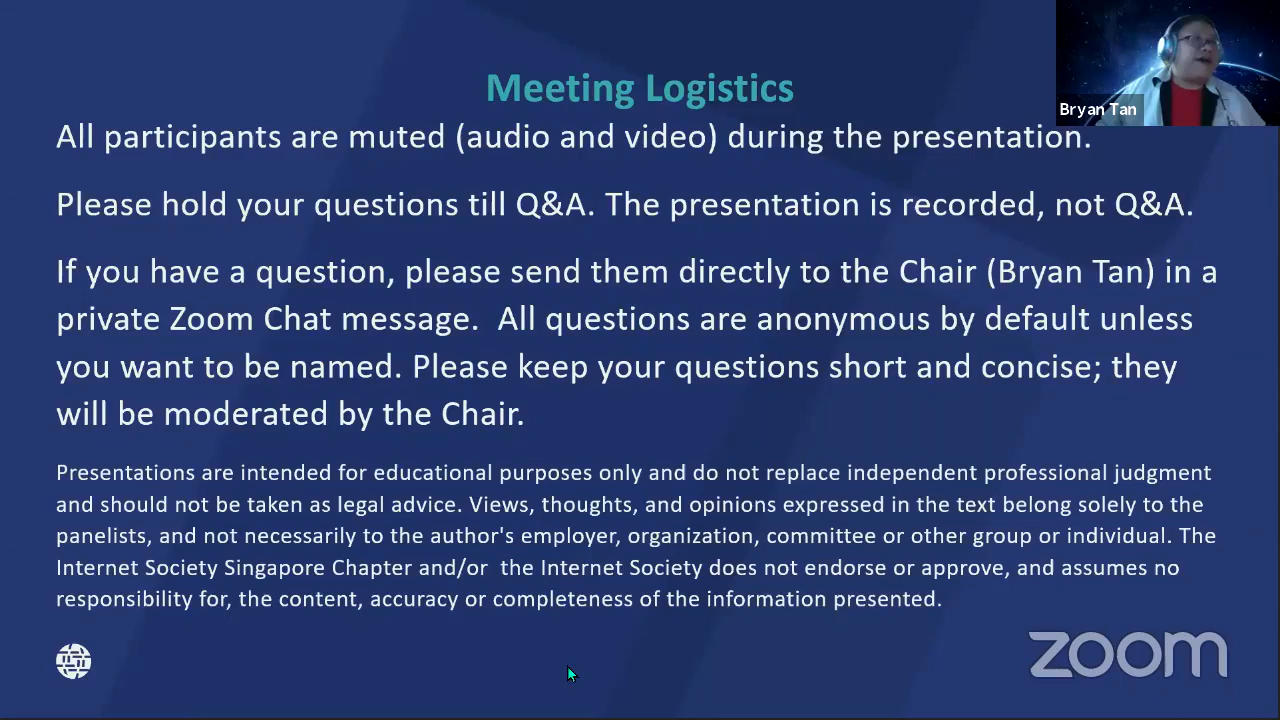 Meeting Logistics
Bryan Tan
All participants are muted (audio and video) during the presentation.
Please hold your questions till Q&A. The presentation is recorded, not Q&A.
If you have a question, please send them directly to the Chair (Bryan Tan) in a
private Zoom Chat message.  All questions are anonymous by default unless
you want to be named. Please keep your questions short and concise; they
will be moderated by the Chair.
Presentations are intended for educational purposes only and do not replace independent professional judgment
and should not be taken as legal advice. Views, thoughts, and opinions expressed in the text belong solely to the
panelists, and not necessarily to the author's employer, organization, committee or other group or individual. The
Internet Society Singapore Chapter and/or  the Internet Society does not endorse or approve, and assumes no
responsibility for, the content, accuracy or completeness of the information presented.
zoom